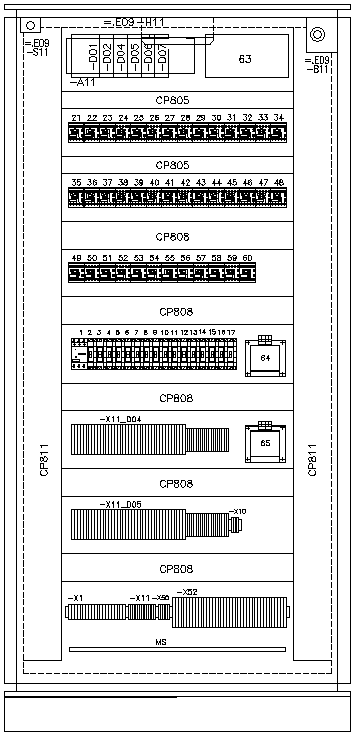 =.E09 -H11
=.E09
-S11
-D01
-D02
-D04
-D05
-D06
-D07
63
=.E09
-B11
-A11
CP805
21 22 23 24 25 26 27 28 29 30 31 32 33 34
CP805
35 36 37 38 39 40 41 42 43 44 45 46 47 48
CP808
49 50 51 52 53 54 55 56 57 58 59 60
CP808
1 2 3 4 5 6 7 8 9 10 11 12 13 14 15 16 17
64
CP808
-X11_D04
65
CP811
CP811
CP808
-X11_D05
-X10
CP808
-X1
-X11
-X50
-X52
MS